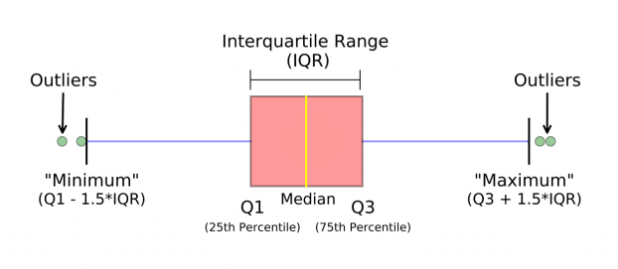 Interquartile Range
(IQR)
Outliers
Outliers
"Minimum"
(Q1 - 1.5*IQR)
"Maximum"
(Q3 + 1.5*IQR)
Q1
Median
Q3
(25th Percentile)
(75th Percentile)